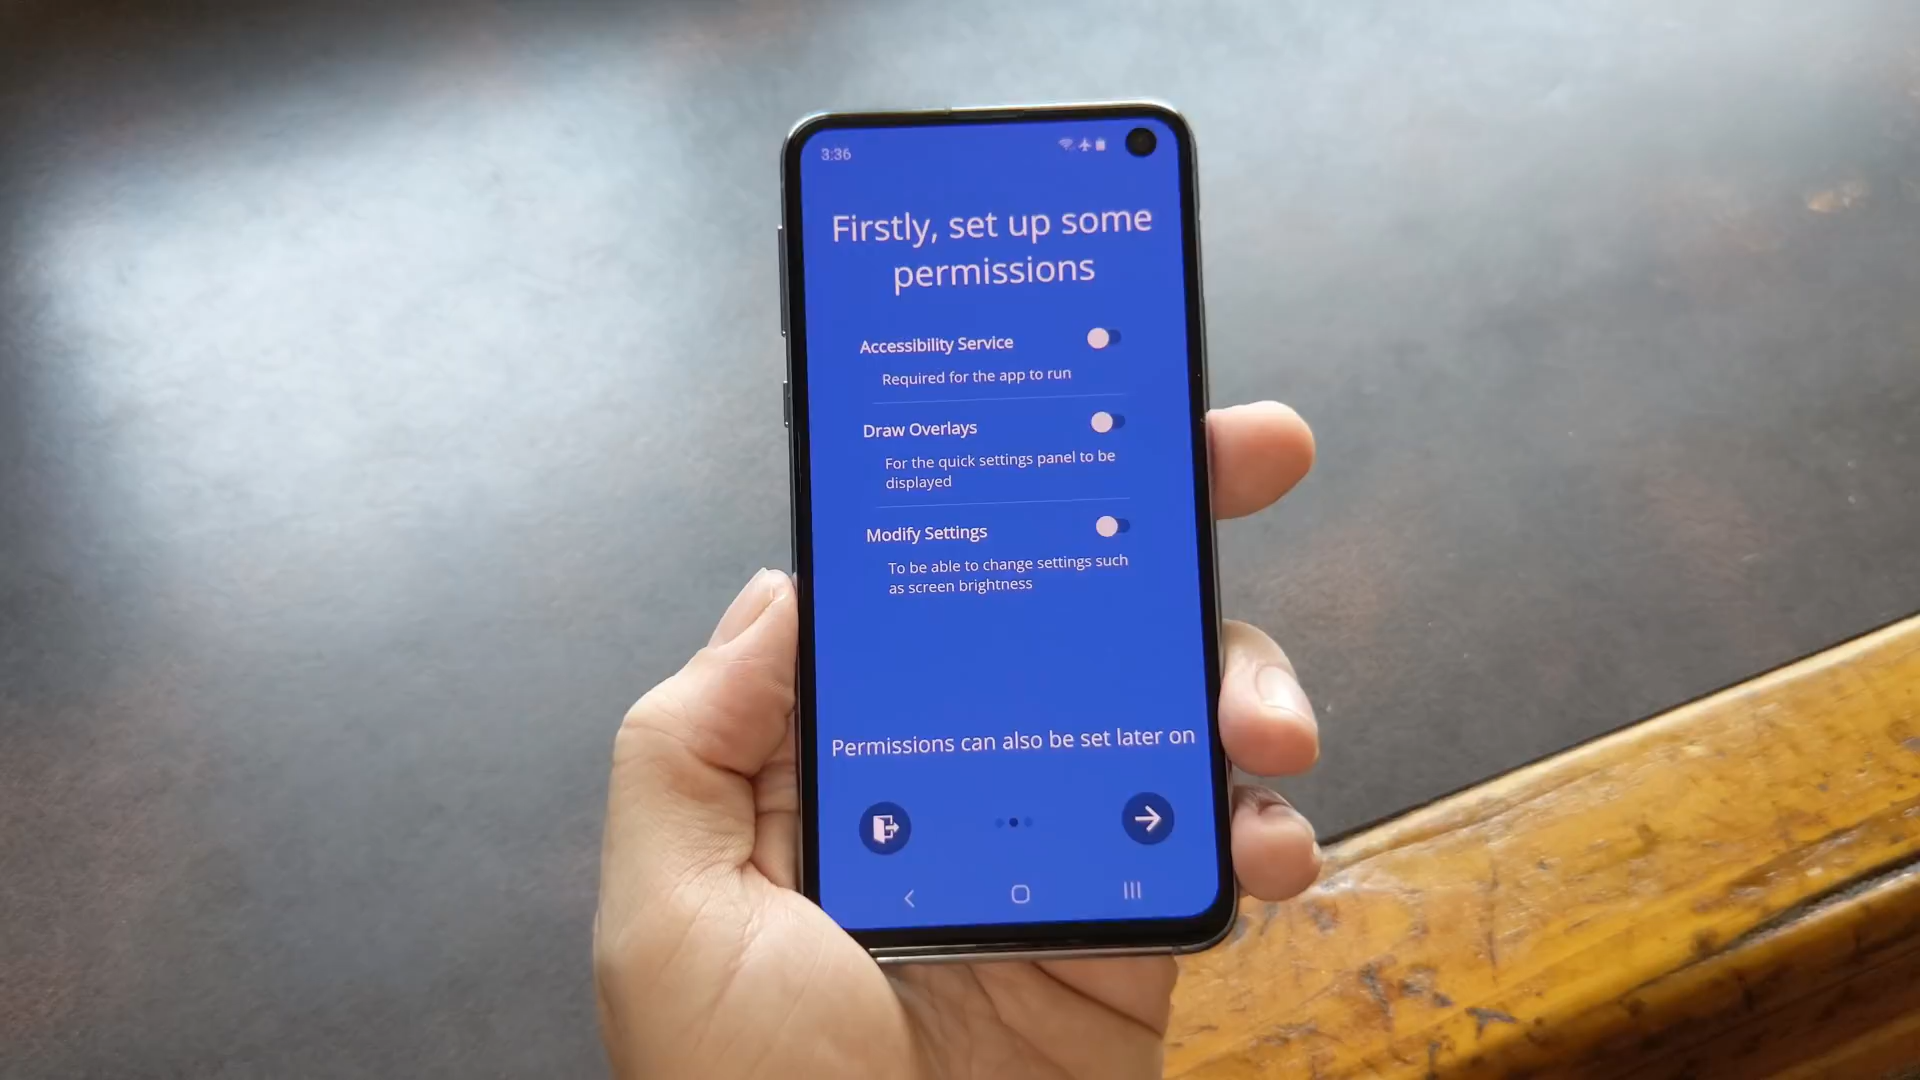 3:36
Firstly, set up some
permissions
Accessibility Service
Required for the app to run
Draw Overlays
For the quick settings panel to be
displayed
Modify Settings
To be able to change settings such
as screen brightness
Permissions can also be set later on